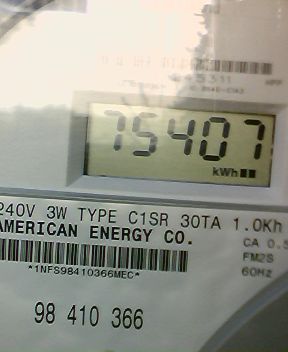 75407
kWh
240V 3W TYPE C1SR 30TA 1.0Kh
AMERICAN ENERGY CO.
CA 0.5
FM2S
60Hz
*1NFS98410366MEC*
98 410 366